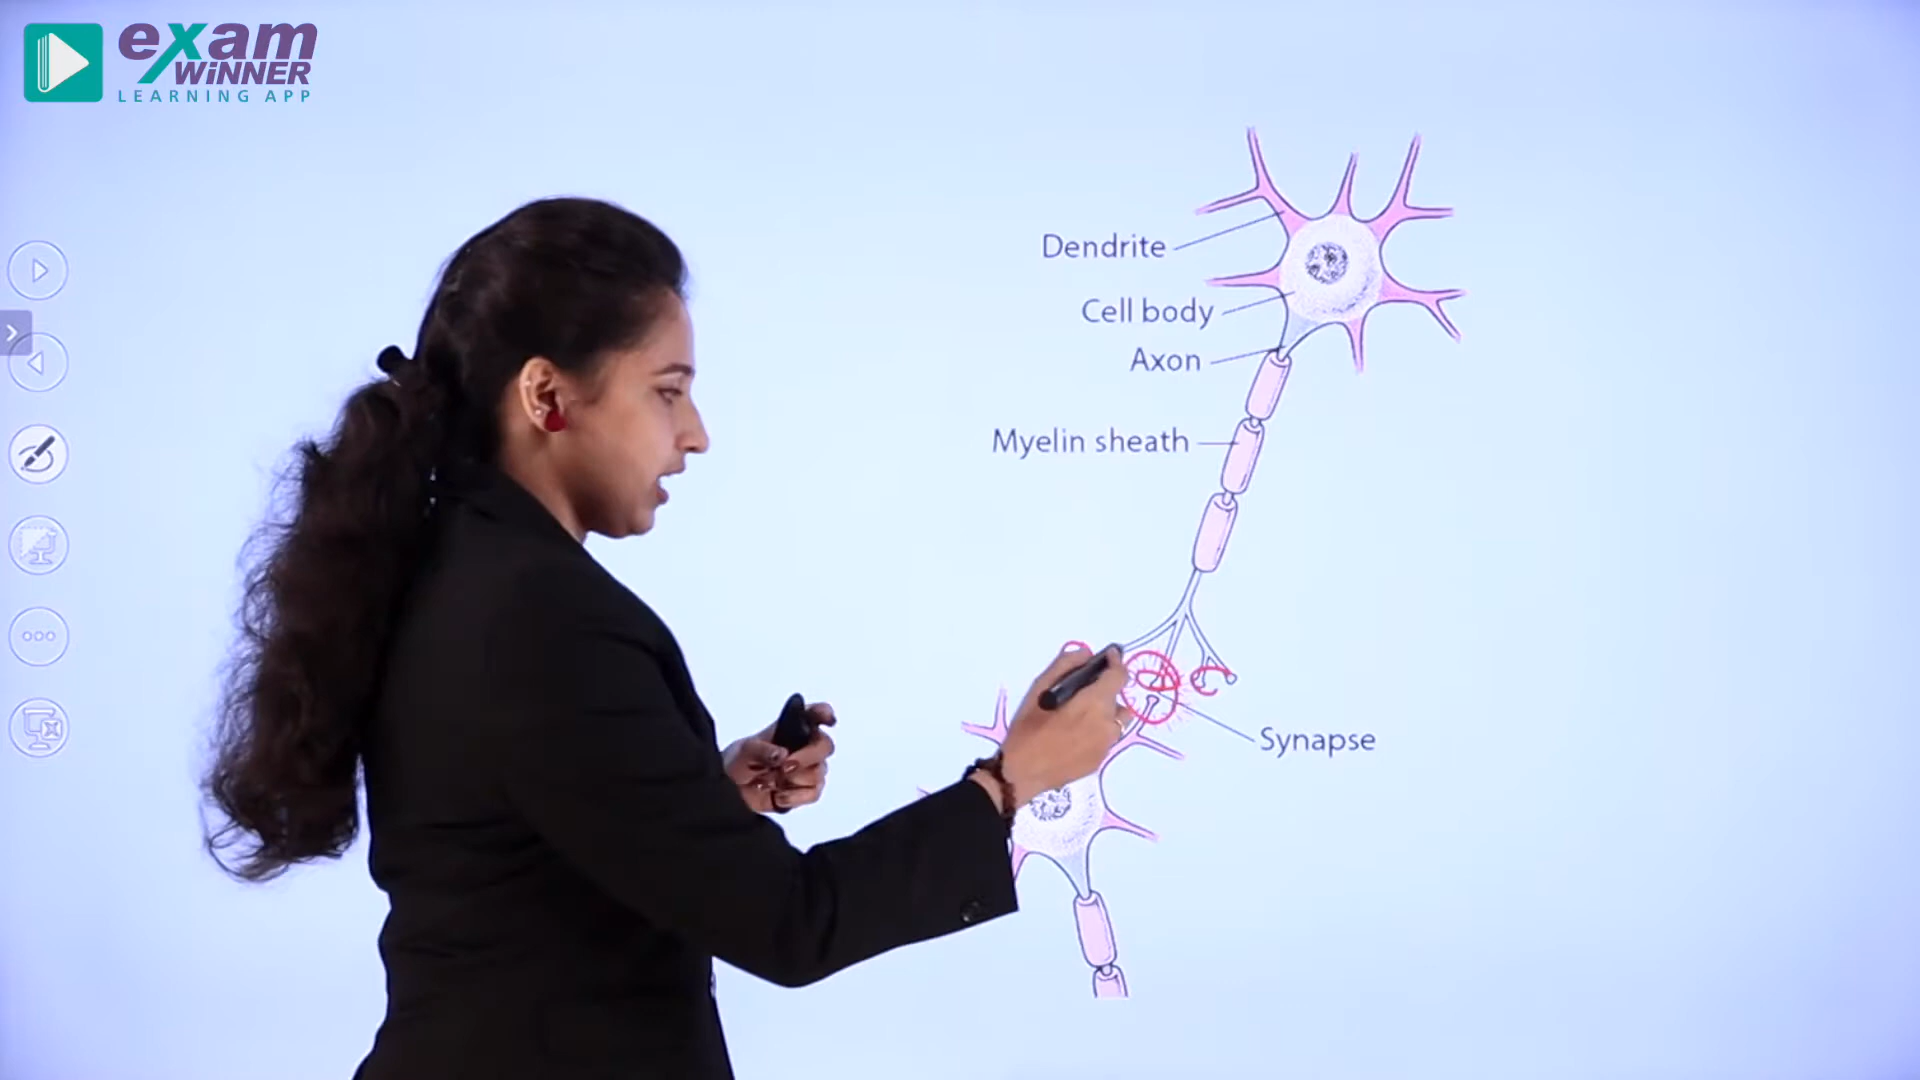 exam
WiNNER
LEARNING APP
Dendrite
Cell body
Axon
Myelin sheath
Synapse